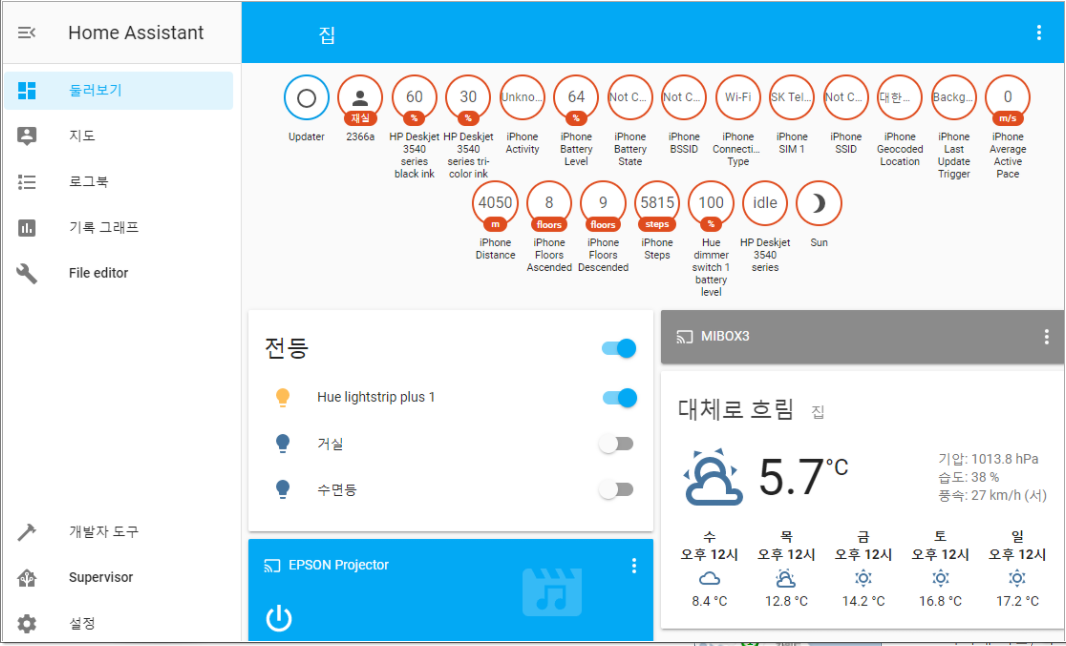 Home Assistant
집
둘러보기
지도
로그북
기록 그래프
File editor
개발자 도구
Supervisor
설정
Updater
재실
2366a
60
%
HP Deskjet
3540
series
black ink
30
%
HP Deskjet
3540
series tri-
color ink
Unkno...
iPhone
Activity
64
%
iPhone
Battery
Level
Not C...
iPhone
Battery
State
Not C...
iPhone
BSSID
Wi-Fi
iPhone
Connecti...
Type
SK Tel...
iPhone
SIM 1
Not C...
iPhone
SSID
대한...
iPhone
Geocoded
Location
Backg...
iPhone
Last
Update
Trigger
0
m/s
iPhone
Average
Active
Pace
4050
m
iPhone
Distance
8
floors
iPhone
Floors
Ascended
9
floors
iPhone
Floors
Descended
5815
steps
iPhone
Steps
100
%
Hue
dimmer
switch 1
battery
level
idle
HP Deskjet
3540
series
Sun
전등
Hue lightstrip plus 1
거실
수면등
EPSON Projector
MIBOX3
대체로 흐림 집
5.7°C
기압: 1013.8 hPa
습도: 38 %
풍속: 27 km/h (서)
수 목 금 토 일
오후 12시 오후 12시 오후 12시 오후 12시 오후 12시
8.4 °C 12.8 °C 14.2 °C 16.8 °C 17.2 °C